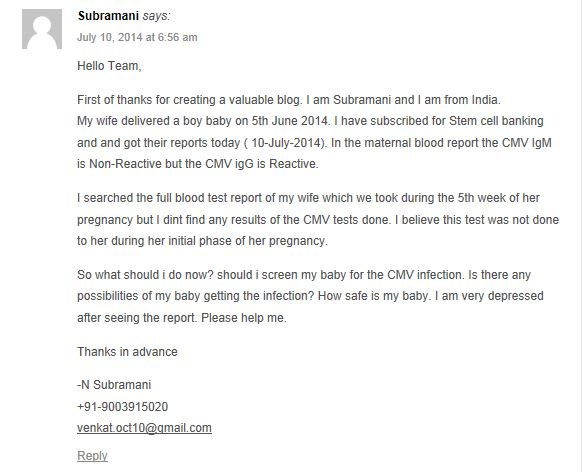 Subramani says:
July 10, 2014 at 6:56 am
Hello Team,
First of thanks for creating a valuable blog. I am Subramani and I am from India.
My wife delivered a boy baby on 5th June 2014. I have subscribed for Stem cell banking
and and got their reports today ( 10-July-2014). In the maternal blood report the CMV IgM
is Non-Reactive but the CMV igG is Reactive.
I searched the full blood test report of my wife which we took during the 5th week of her
pregnancy but I dint find any results of the CMV tests done. I believe this test was not done
to her during her initial phase of her pregnancy.
So what should i do now? should i screen my baby for the CMV infection. Is there any
possibilities of my baby getting the infection? How safe is my baby. I am very depressed
after seeing the report. Please help me.
Thanks in advance
-N Subramani
+91-9003915020
venkat.oct10@gmail.com
Reply